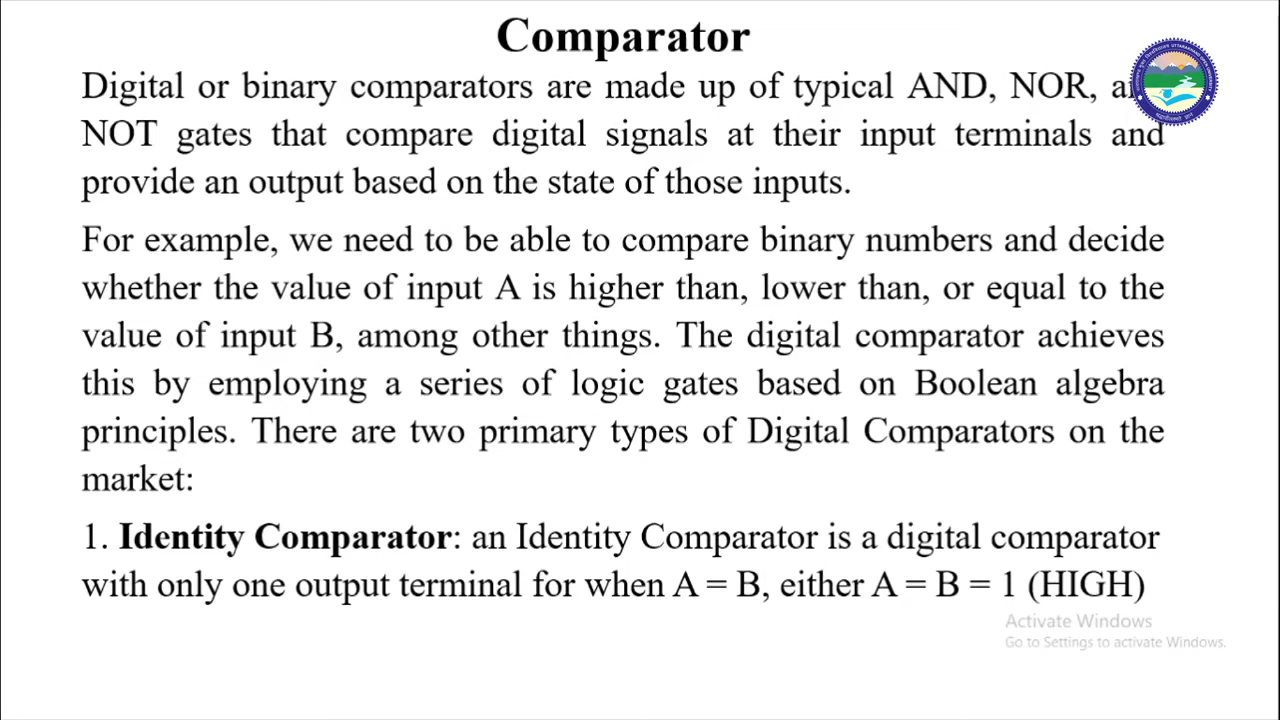 Comparator
Digital or binary comparators are made up of typical AND, NOR,
NOT gates that compare digital signals at their input terminals and
provide an output based on the state of those inputs.
For example, we need to be able to compare binary numbers and decide
whether the value of input A is higher than, lower than, or equal to the
value of input B, among other things. The digital comparator achieves
this by employing a series of logic gates based on Boolean algebra
principles. There are two primary types of Digital Comparators on the
market:
1. Identity Comparator: an Identity Comparator is a digital comparator
with only one output terminal for when A = B, either A = B = 1 (HIGH)
Activate Windows
Go to Settings to activate Windows.